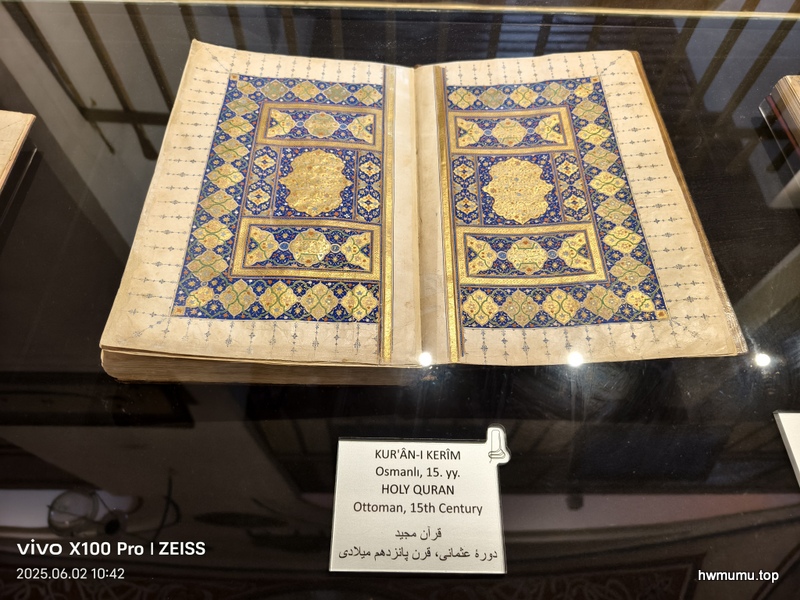 KUR'ÂN-I KERÎM
Osmanlı, 15. yy.
HOLY QURAN
Ottoman, 15th Century
قرآن مجید
دورهٔ عثمانی، قرن پانزدهم میلادی
vivo X100 Pro | ZEISS
2025.06.02 10:42
hwmumu.top